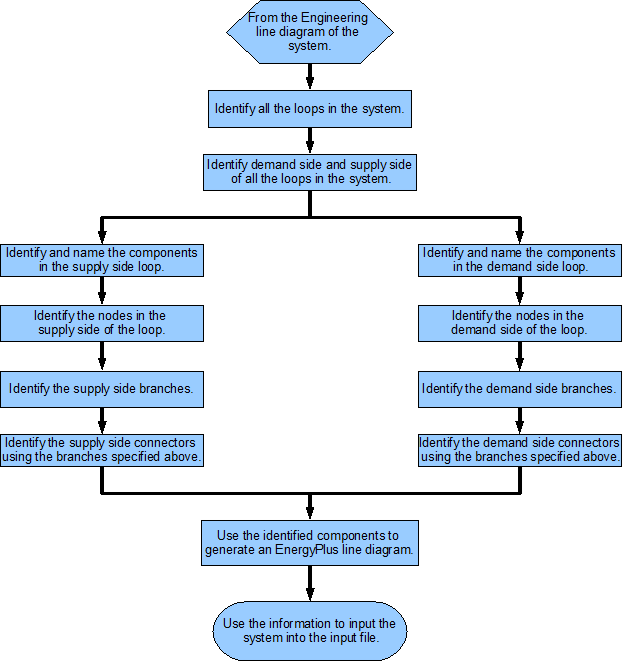 From the Engineering
line diagram of the
system.
Identify all the loops in the system.
Identify demand side and supply side
of all the loops in the system.
Identify and name the components
in the supply side loop.
Identify the nodes in the
supply side of the loop.
Identify the supply side branches.
Identify the supply side connectors
using the branches specified above.
Identify and name the components
in the demand side loop.
Identify the nodes in the
demand side of the loop.
Identify the demand side branches.
Identify the demand side connectors
using the branches specified above.
Use the identified components to
generate an EnergyPlus line diagram.
Use the information to input the
system into the input file.